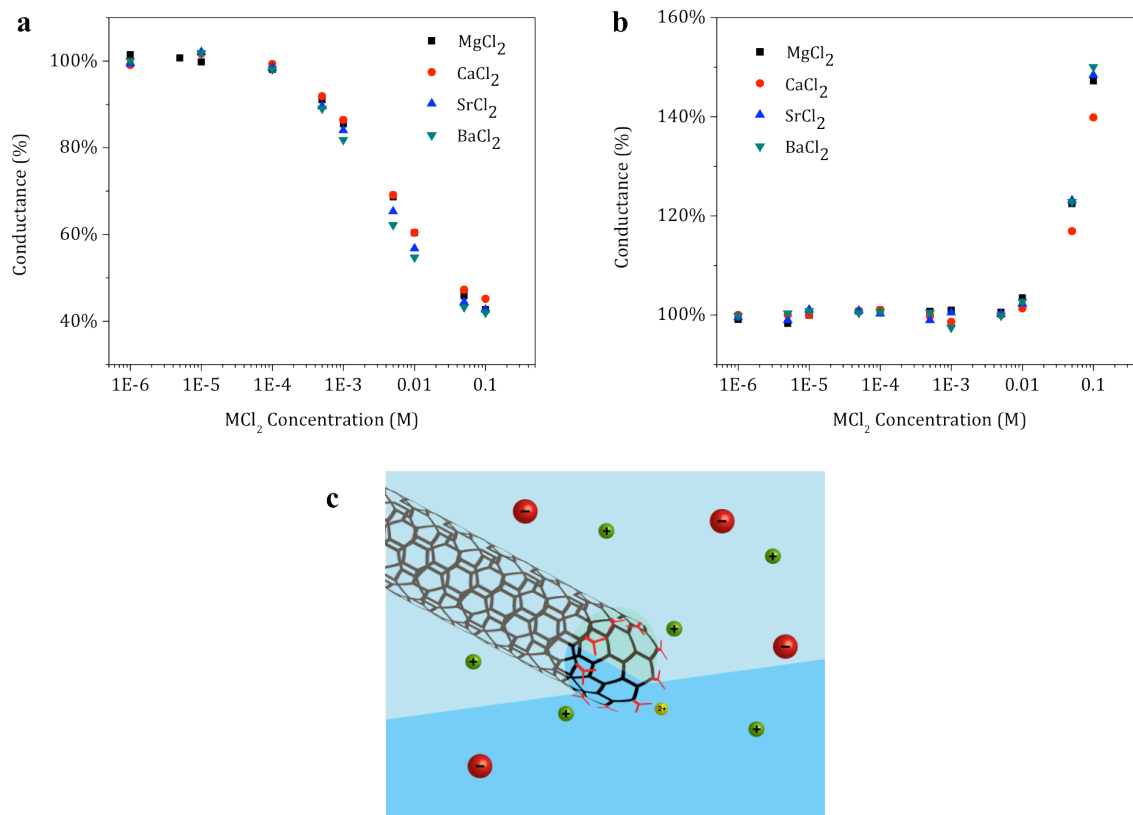 a
100%
80%
60%
40%
Conductance (%)
MgCl2
CaCl2
SrCl2
BaCl2
1E-6 1E-5 1E-4 1E-3 0.01 0.1
MCl2 Concentration (M)
b
160%
140%
120%
100%
Conductance (%)
MgCl2
CaCl2
SrCl2
BaCl2
1E-6 1E-5 1E-4 1E-3 0.01 0.1
MCl2 Concentration (M)
c
−
+
−
+
+
−
+
+
2+
+
−